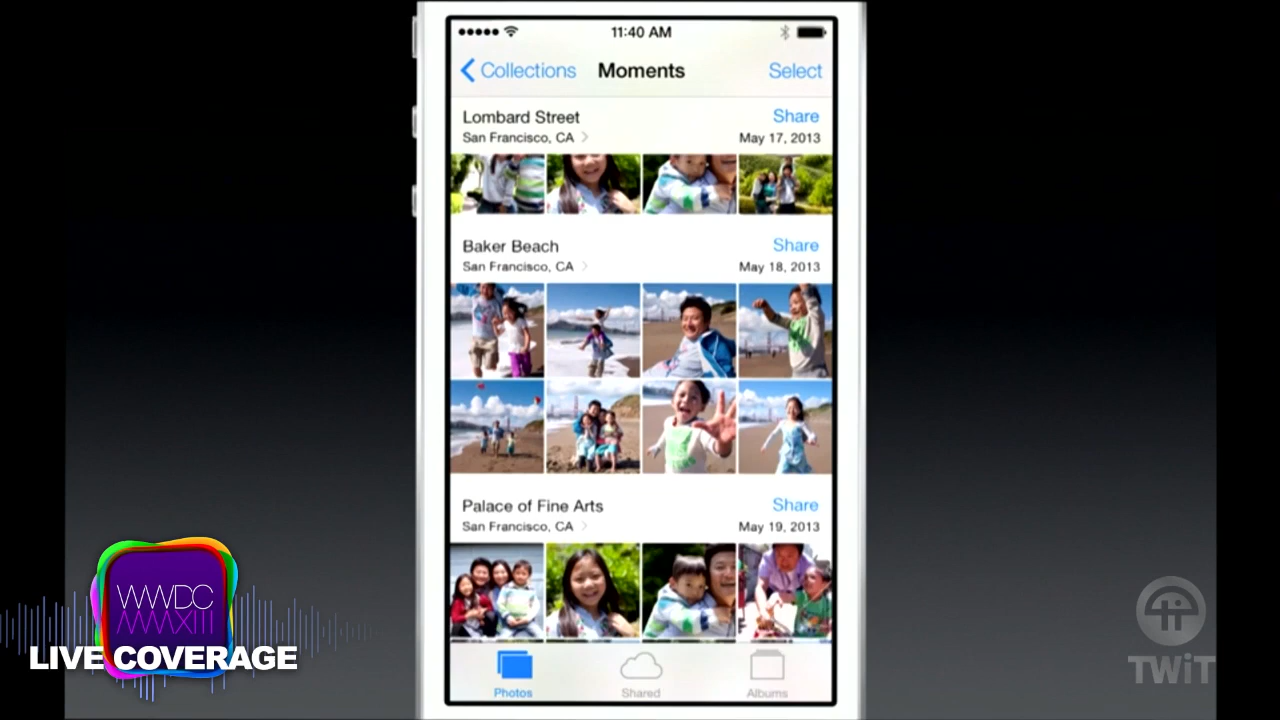 11:40 AM
Collections Moments Select
Lombard Street Share
San Francisco, CA May 17, 2013
Baker Beach Share
San Francisco, CA May 18, 2013
Palace of Fine Arts Share
San Francisco, CA May 19, 2013
Photos Shared Albums
WWDC
MMXIII
LIVE COVERAGE
TWiT